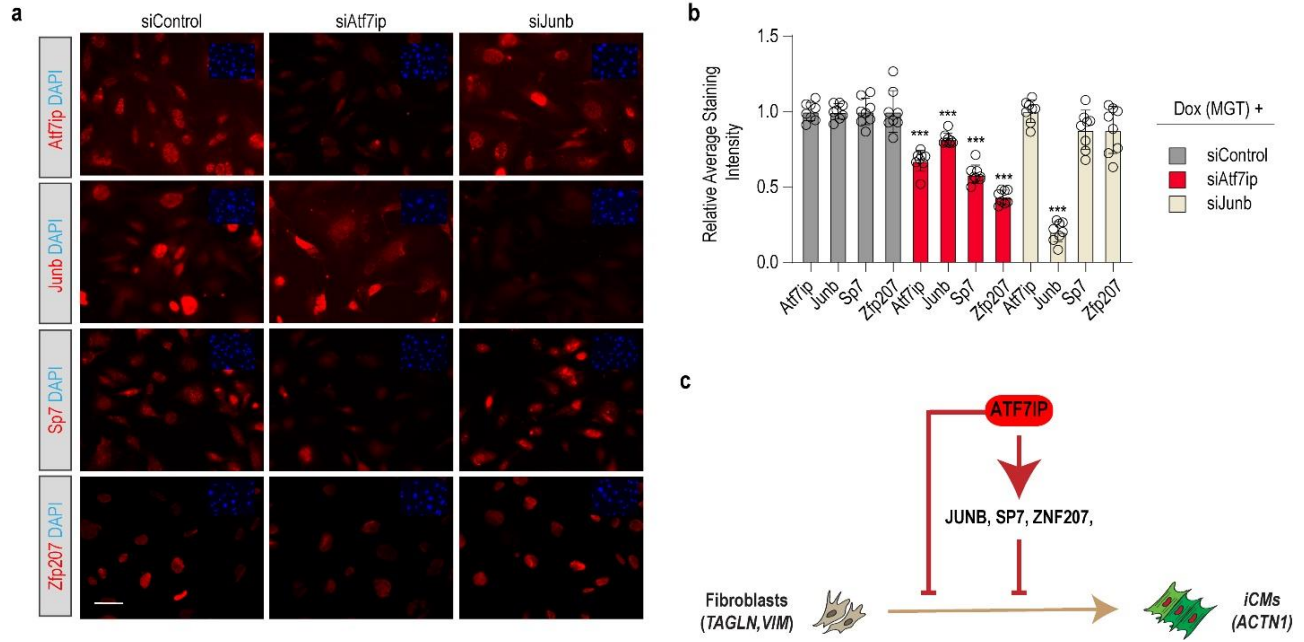 a
siControl siAtf7ip siJunb
Atf7ip DAPI
Junb DAPI
Sp7 DAPI
Zfp207 DAPI
b
Relative Average Staining
Intensity
1.5
1.0
0.5
0.0
*** *** *** *** ***
Atf7ip Junb Sp7 Zfp207 Atf7ip Junb Sp7 Zfp207 Atf7ip Junb Sp7 Zfp207
Dox (MGT) +
siControl
siAtf7ip
siJunb
c
ATF7IP
JUNB, SP7, ZNF207,
Fibroblasts
(TAGLN,VIM)
iCMs
(ACTN1)